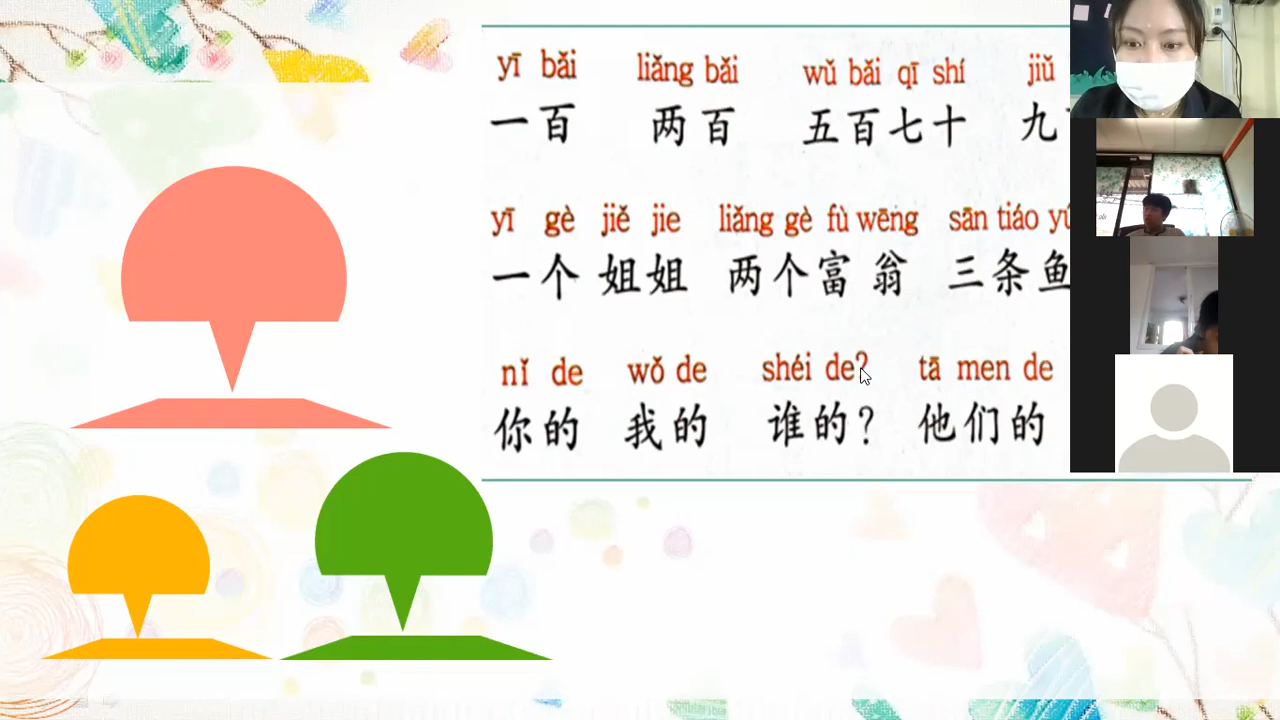 yī bǎi liǎng bǎi wǔ bǎi qī shí jiǔ
一百 两百 五百七十 九
yī gè jiě jie liǎng gè fù wēng sān tiáo
一个姐姐 两个富翁 三条鱼
nǐ de wǒ de shéi de? tā men de
你的 我的 谁的? 他们的